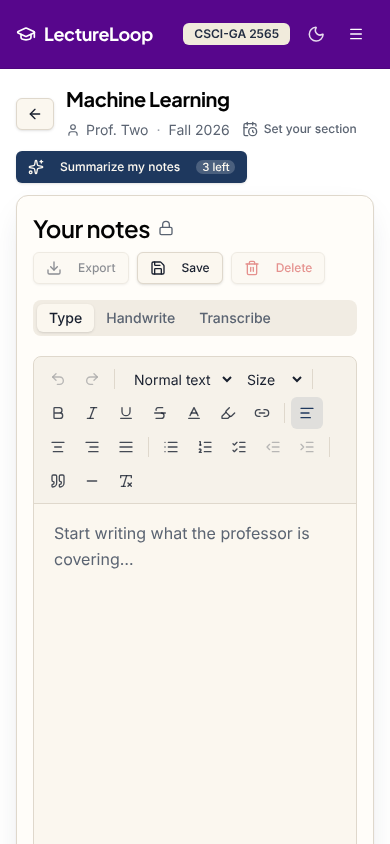 LectureLoop
CSCI-GA 2565
Machine Learning
Prof. Two · Fall 2026
Set your section
Summarize my notes
3 left
Your notes
Export
Save
Delete
Type
Handwrite
Transcribe
Normal text
Size
Start writing what the professor is
covering...